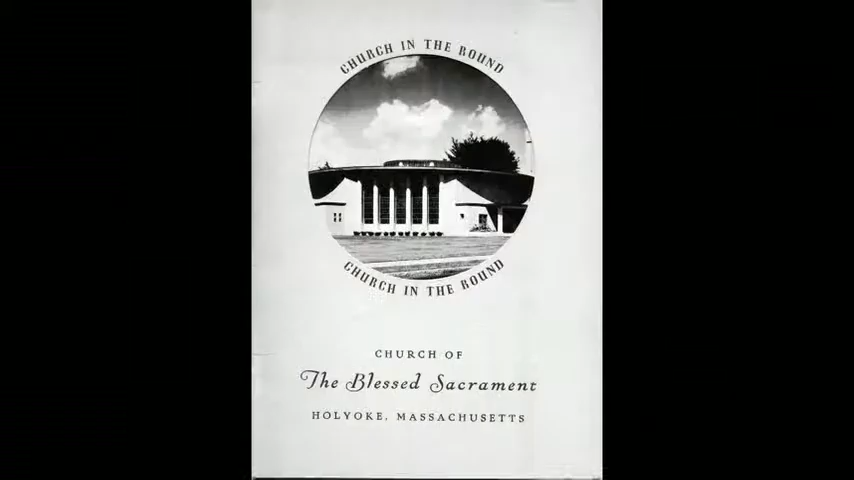 CHURCH IN THE ROUND
CHURCH IN THE ROUND
CHURCH OF
The Blessed Sacrament
HOLYOKE, MASSACHUSETTS